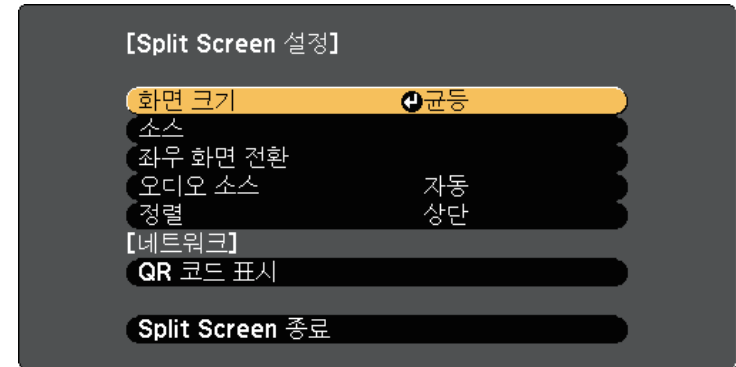 [Split Screen 설정]
화면 크기 균등
소스
좌우 화면 전환
오디오 소스 자동
정렬 상단
[네트워크]
QR 코드 표시
Split Screen 종료